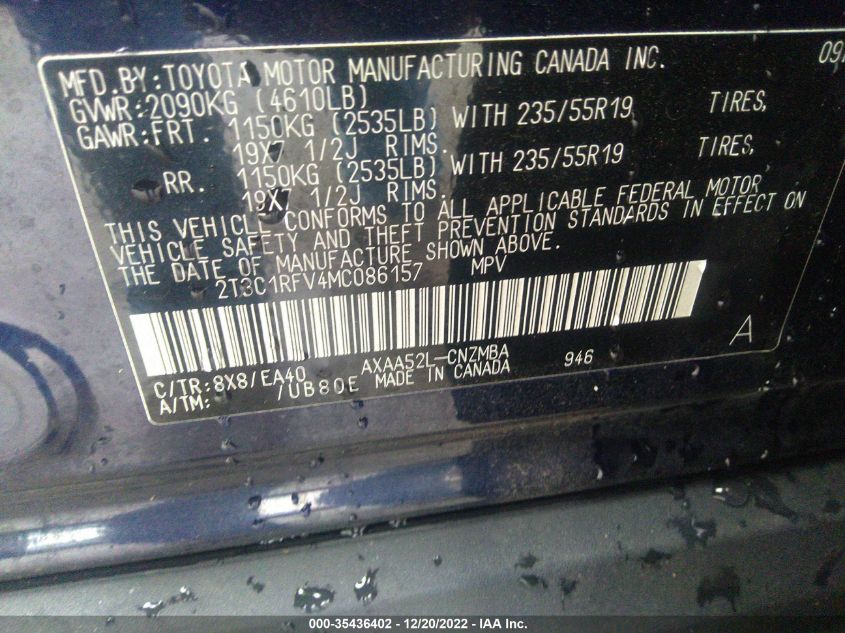 MFD.BY:TOYOTA MOTOR MANUFACTURING CANADA INC. 09/
GVWR:2090KG (4610LB)
GAWR:FRT. 1150KG (2535LB) WITH 235/55R19 TIRES,
19X7 1/2J RIMS.
RR. 1150KG (2535LB) WITH 235/55R19 TIRES,
19X7 1/2J RIMS.
THIS VEHICLE CONFORMS TO ALL APPLICABLE FEDERAL MOTOR
VEHICLE SAFETY AND THEFT PREVENTION STANDARDS IN EFFECT ON
THE DATE OF MANUFACTURE SHOWN ABOVE.
2T3C1RFV4MC086157 MPV
A
C/TR:8X8/EA40 AXAA52L-CNZMBA 946
A/TM: /UB80E MADE IN CANADA
000-35436402 - 12/20/2022 - IAA Inc.